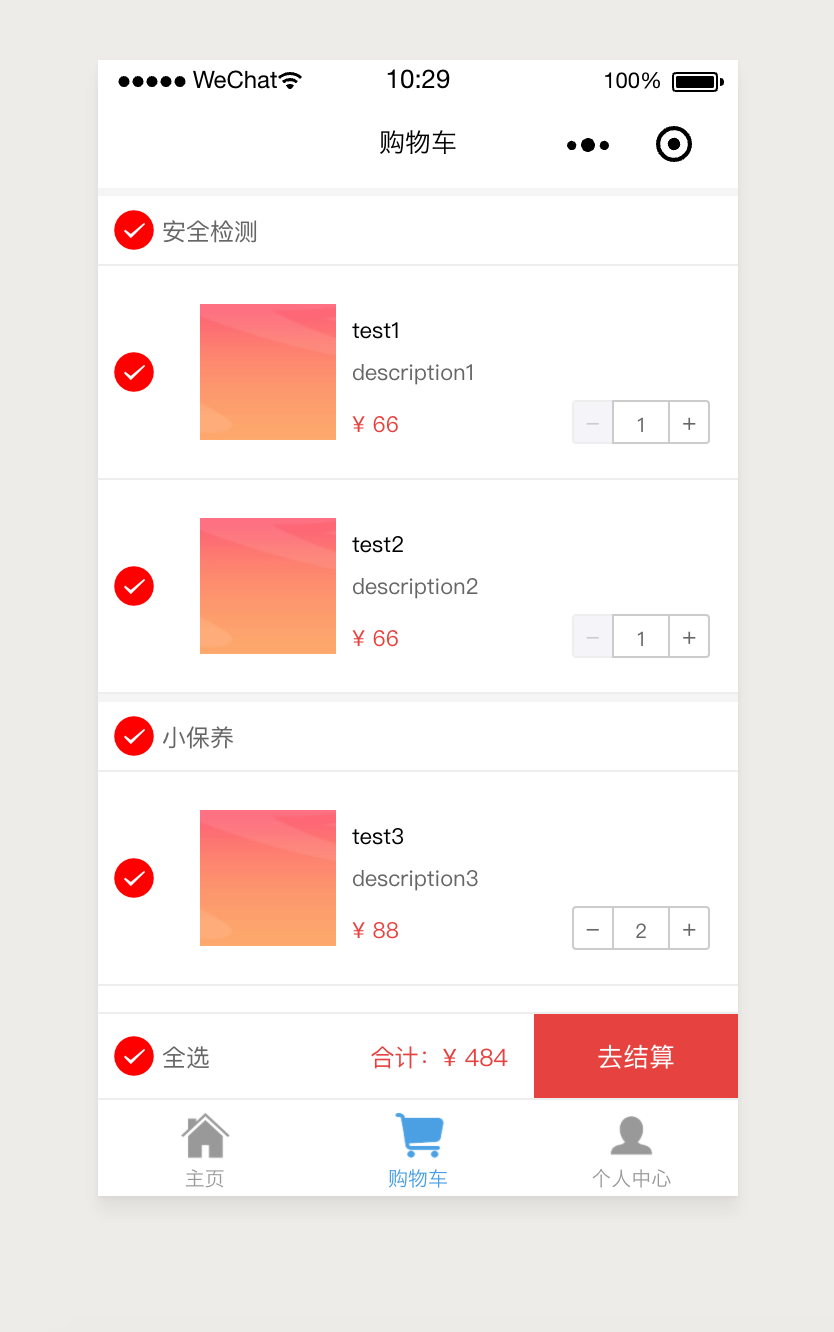 ●●●●● WeChat 10:29 100%
购物车
安全检测
test1
description1
¥ 66
− 1 +
test2
description2
¥ 66
− 1 +
小保养
test3
description3
¥ 88
− 2 +
全选 合计：¥ 484 去结算
主页 购物车 个人中心